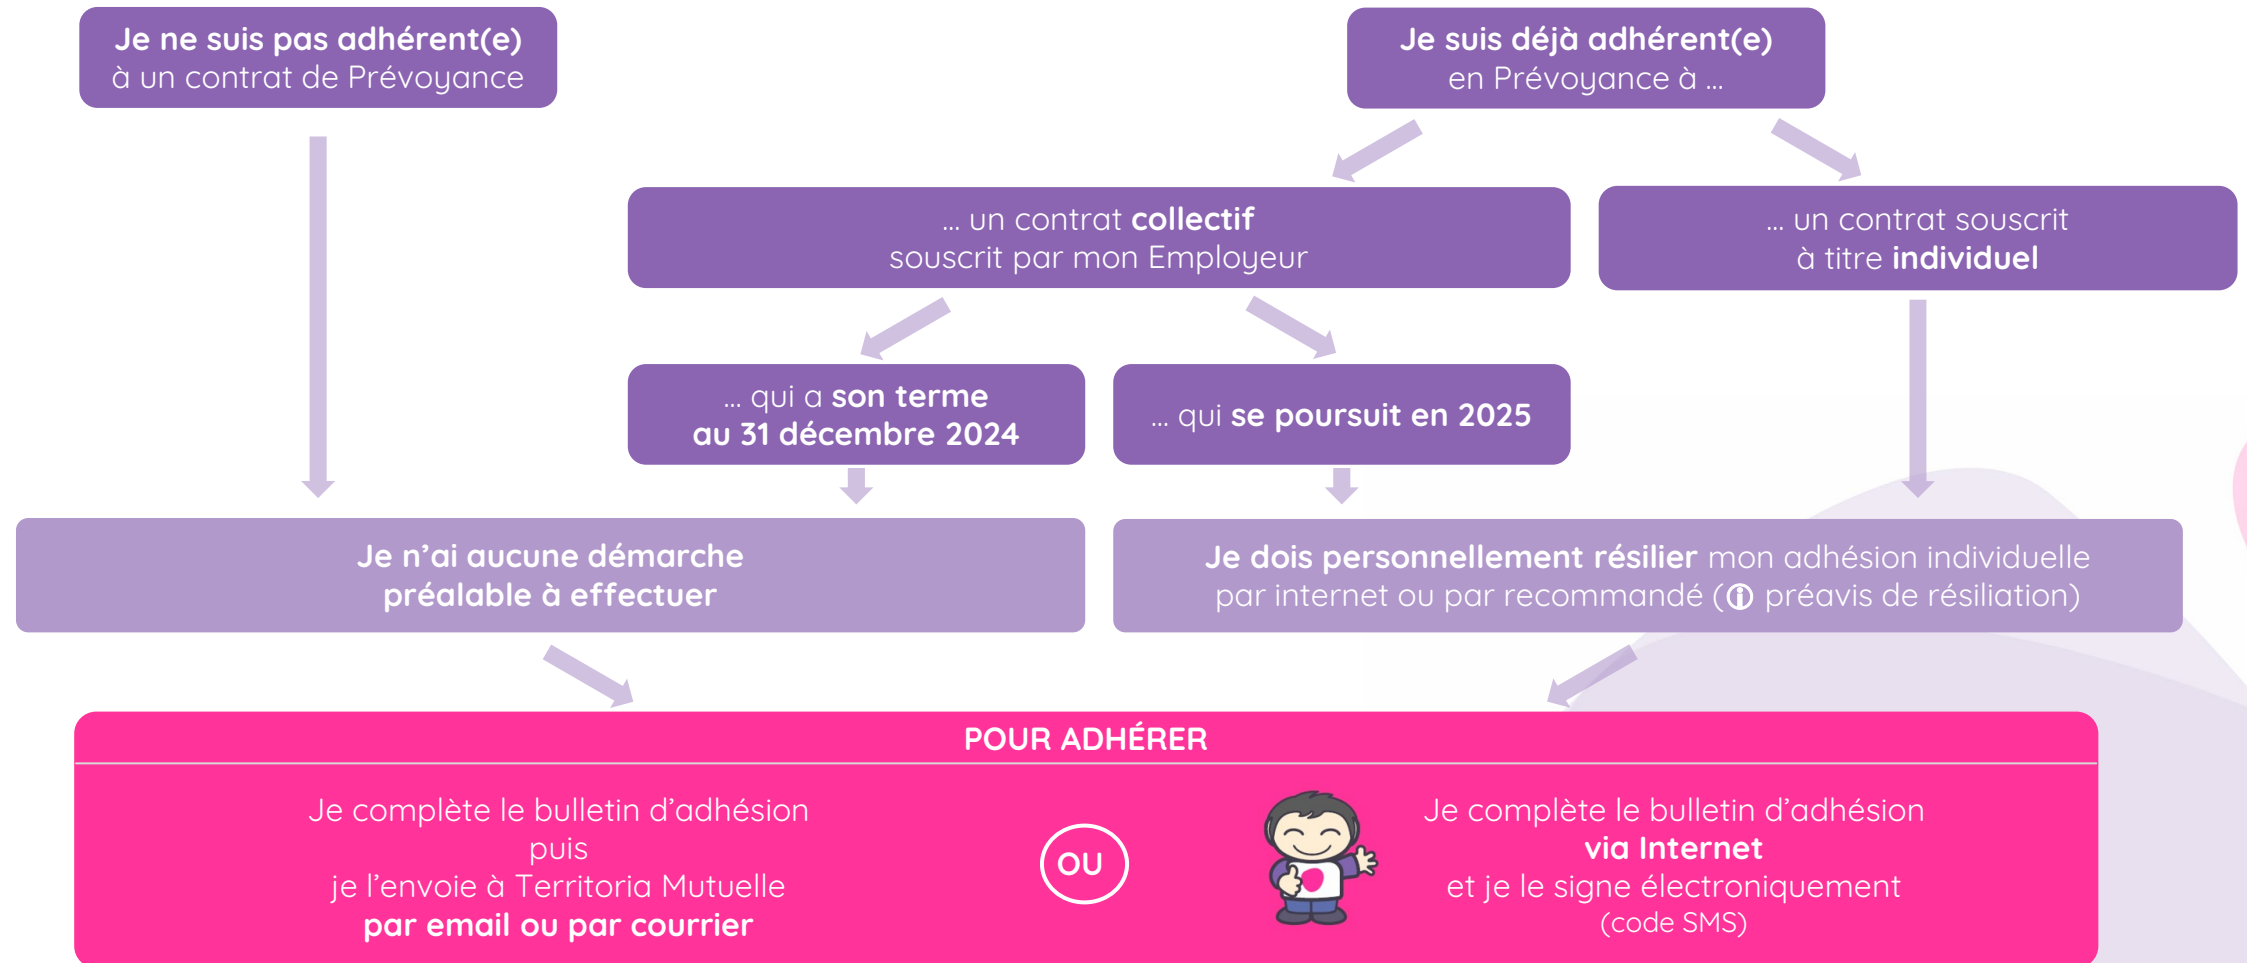 Je ne suis pas adhérent(e)
à un contrat de Prévoyance
Je suis déjà adhérent(e)
en Prévoyance à ...
... un contrat collectif
souscrit par mon Employeur
... un contrat souscrit
à titre individuel
... qui a son terme
au 31 décembre 2024
... qui se poursuit en 2025
Je n’ai aucune démarche
préalable à effectuer
Je dois personnellement résilier mon adhésion individuelle
par internet ou par recommandé (ⓘ préavis de résiliation)
POUR ADHÉRER
Je complète le bulletin d’adhésion
puis
je l’envoie à Territoria Mutuelle
par email ou par courrier
OU
Je complète le bulletin d’adhésion
via Internet
et je le signe électroniquement
(code SMS)